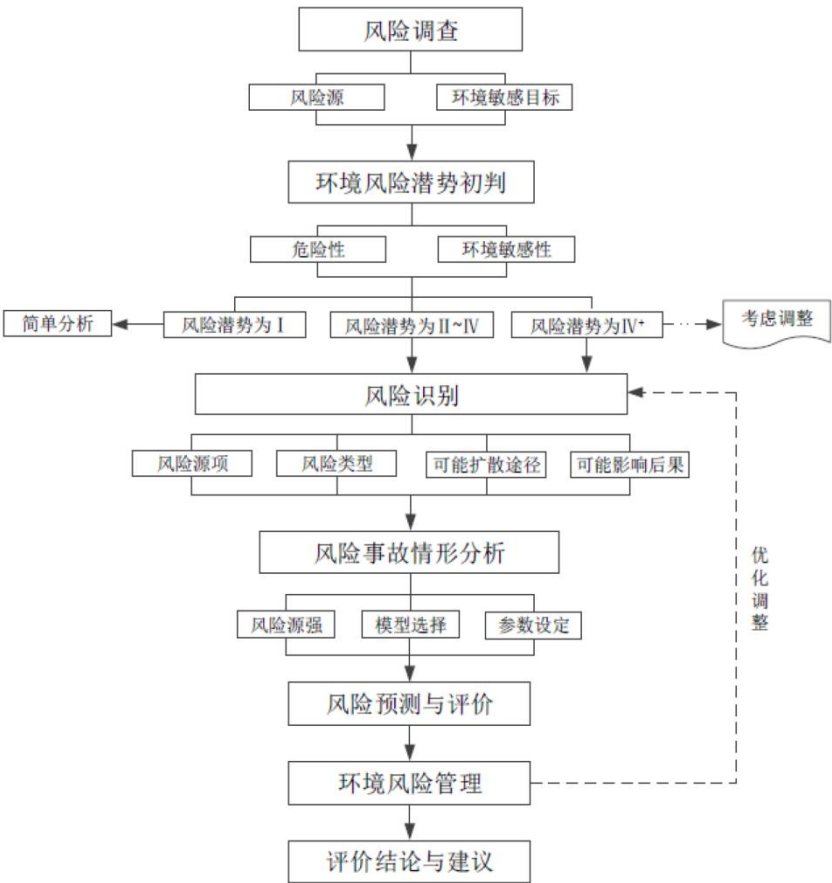 风险调查
风险源
环境敏感目标
环境风险潜势初判
危险性
环境敏感性
简单分析
风险潜势为Ⅰ
风险潜势为Ⅱ~Ⅳ
风险潜势为Ⅳ⁺
考虑调整
风险识别
风险源项
风险类型
可能扩散途径
可能影响后果
风险事故情形分析
优化调整
风险源强
模型选择
参数设定
风险预测与评价
环境风险管理
评价结论与建议